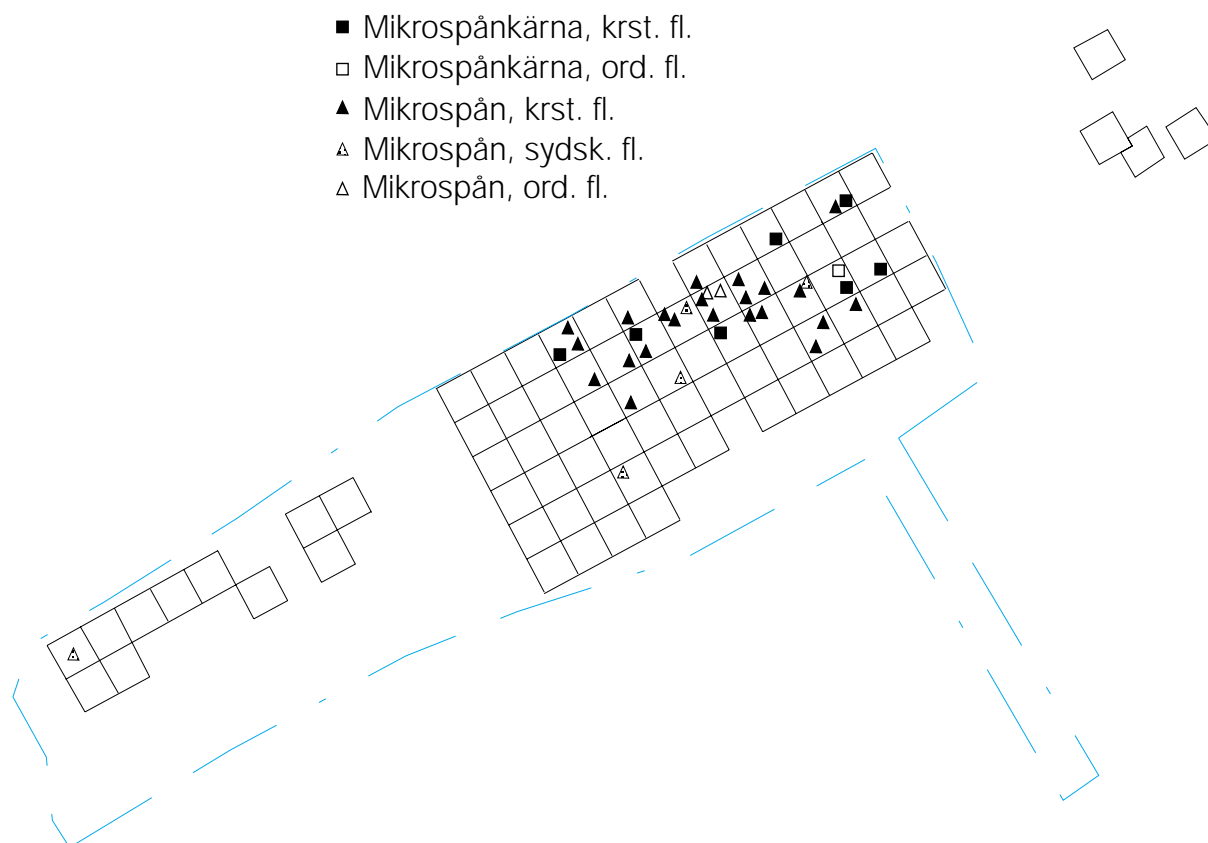 Mikrospånkärna, krst. fl.
Mikrospånkärna, ord. fl.
Mikrospån, krst. fl.
Mikrospån, sydsk. fl.
Mikrospån, ord. fl.